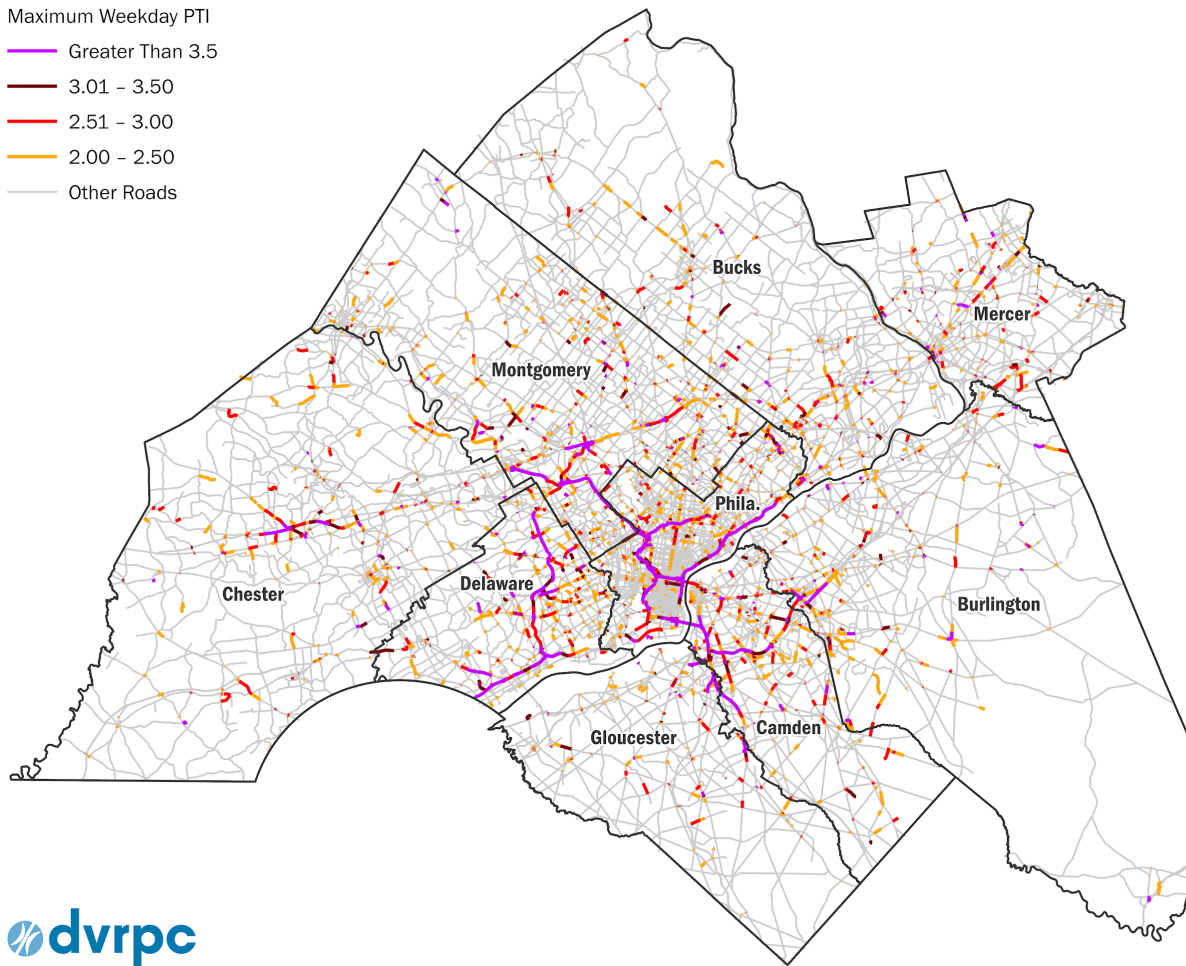 Maximum Weekday PTI
Greater Than 3.5
3.01 – 3.50
2.51 – 3.00
2.00 – 2.50
Other Roads
Bucks
Mercer
Montgomery
Phila.
Chester
Delaware
Burlington
Gloucester
Camden
dvrpc